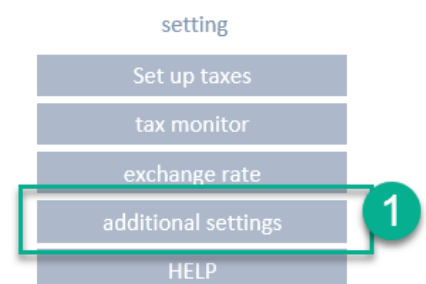 setting
Set up taxes
tax monitor
exchange rate
additional settings
1
HELP